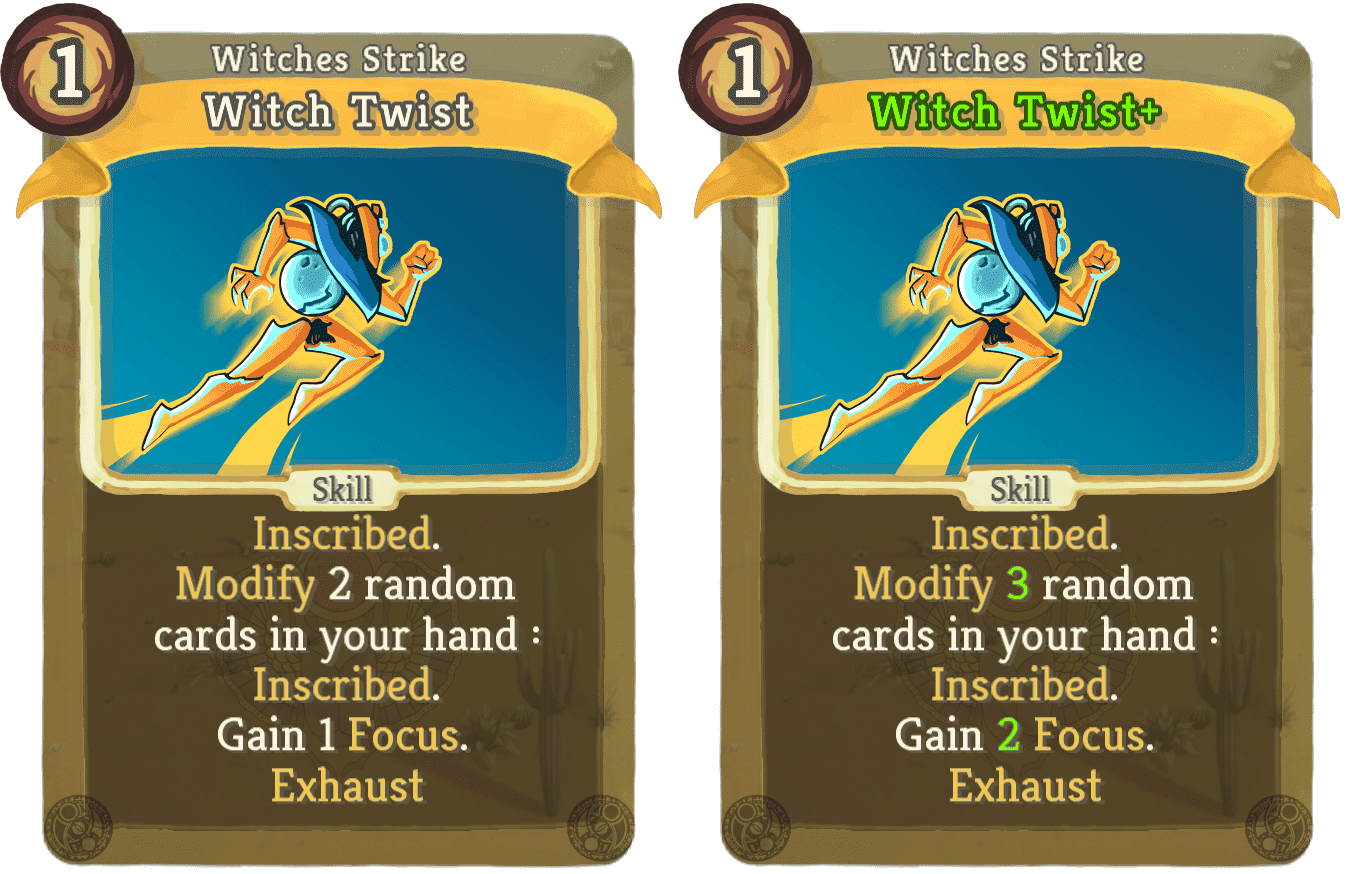 1
Witches Strike
Witch Twist
Skill
Inscribed.
Modify 2 random
cards in your hand :
Inscribed.
Gain 1 Focus.
Exhaust
1
Witches Strike
Witch Twist+
Skill
Inscribed.
Modify 3 random
cards in your hand :
Inscribed.
Gain 2 Focus.
Exhaust